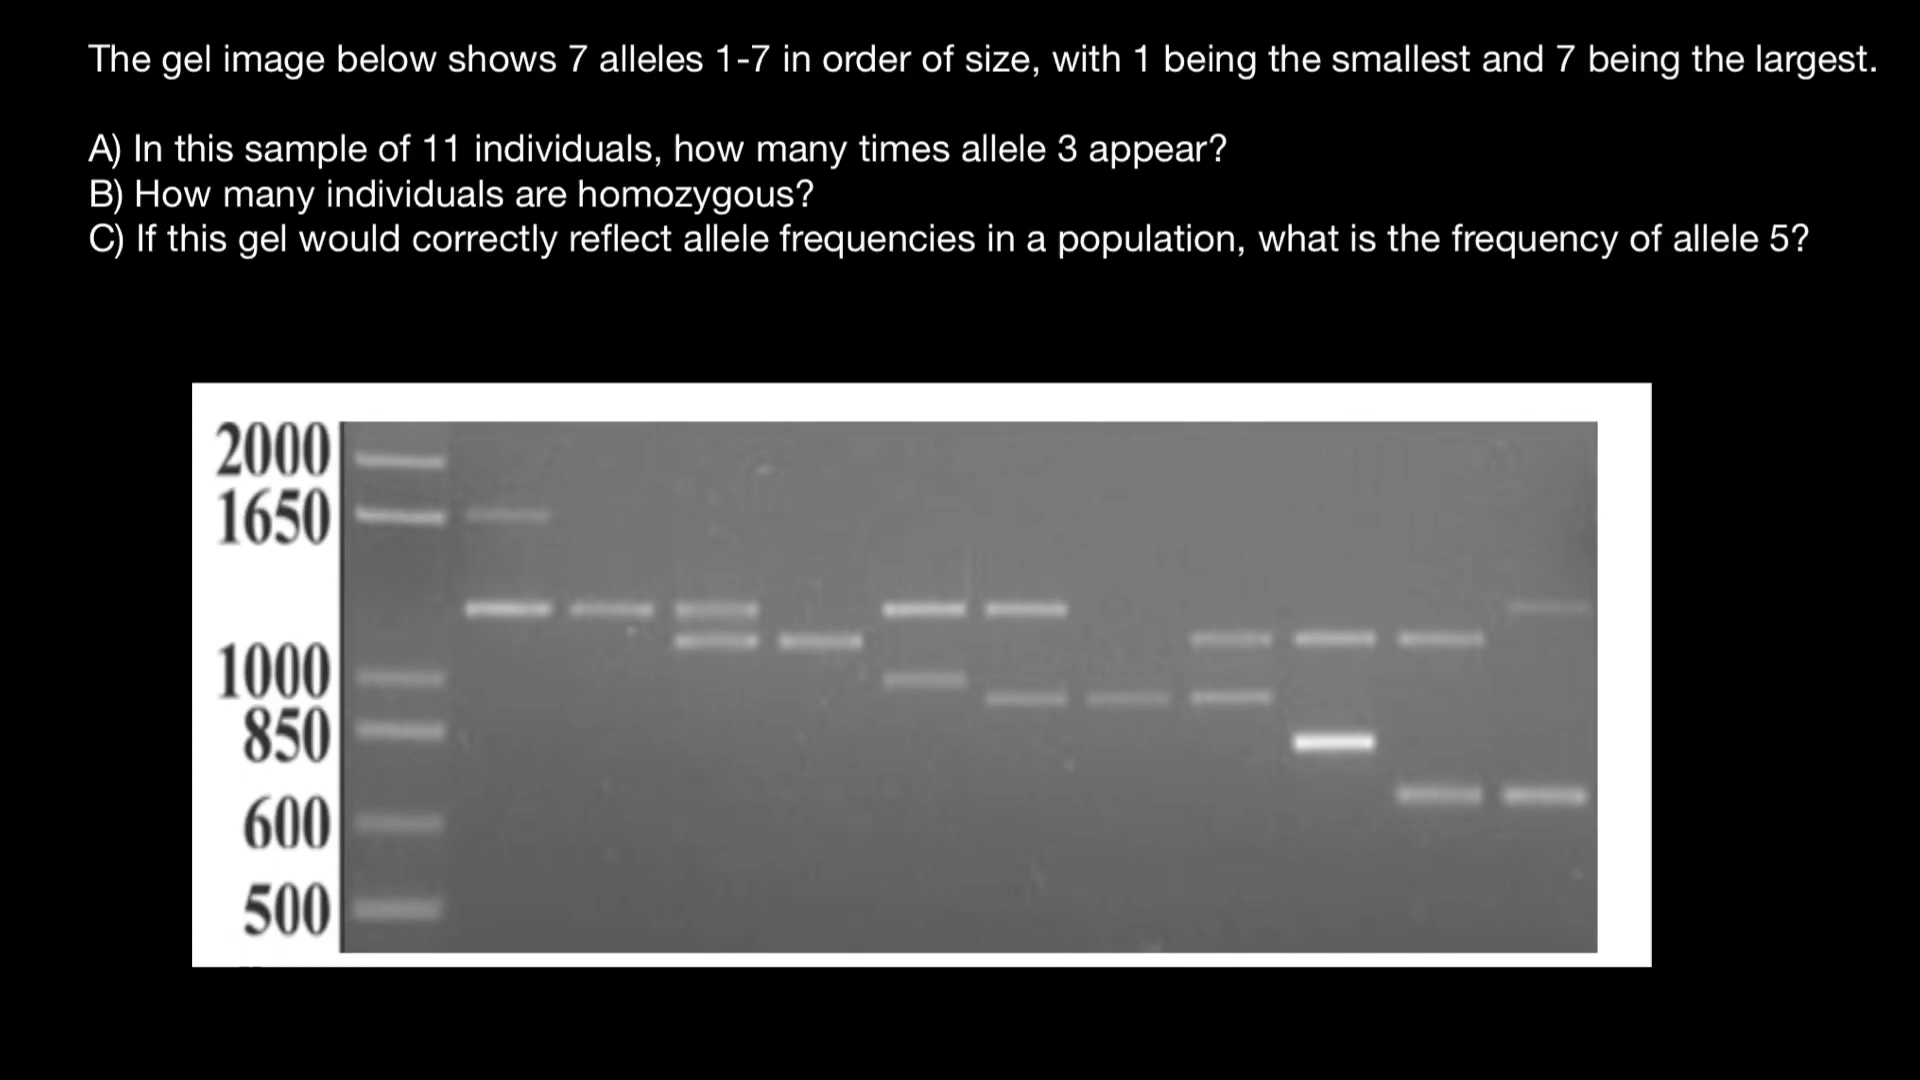 The gel image below shows 7 alleles 1-7 in order of size, with 1 being the smallest and 7 being the largest.
A) In this sample of 11 individuals, how many times allele 3 appear?
B) How many individuals are homozygous?
C) If this gel would correctly reflect allele frequencies in a population, what is the frequency of allele 5?
2000
1650
1000
850
600
500